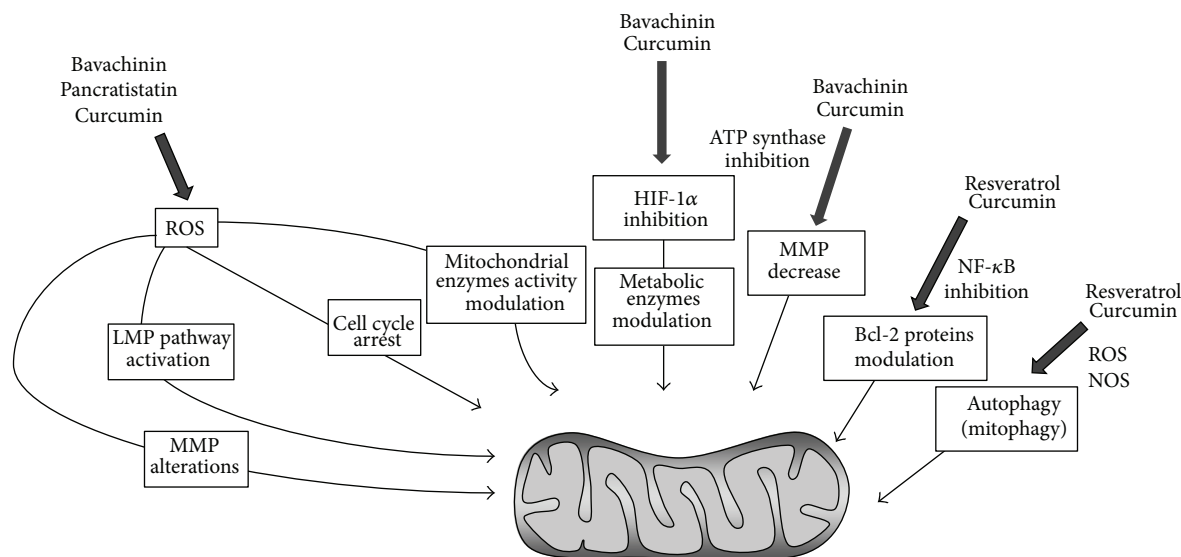 Bavachinin
Pancratistatin
Curcumin
ROS
LMP pathway
activation
MMP
alterations
Cell cycle
arrest
Mitochondrial
enzymes activity
modulation
Bavachinin
Curcumin
HIF-1α
inhibition
Metabolic
enzymes
modulation
Bavachinin
Curcumin
ATP synthase
inhibition
MMP
decrease
Resveratrol
Curcumin
NF-κB
inhibition
Bcl-2 proteins
modulation
Resveratrol
Curcumin
ROS
NOS
Autophagy
(mitophagy)